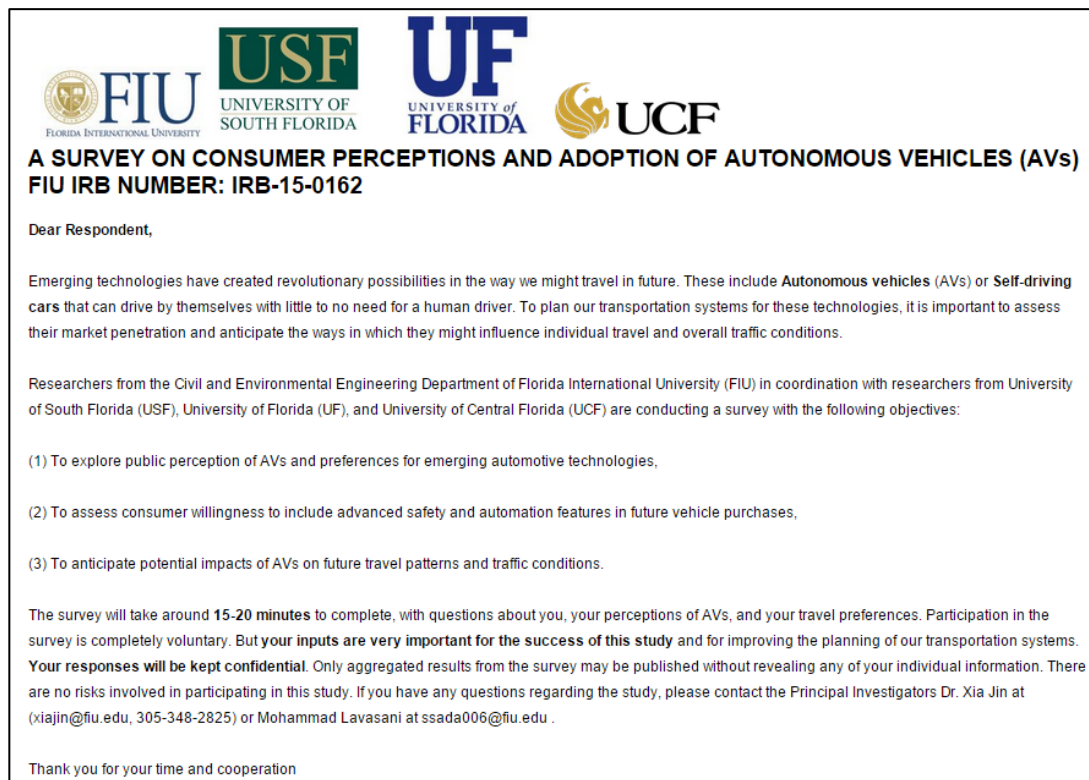 FIU
FLORIDA INTERNATIONAL UNIVERSITY
USF
UNIVERSITY OF
SOUTH FLORIDA
UF
UNIVERSITY of
FLORIDA
UCF
A SURVEY ON CONSUMER PERCEPTIONS AND ADOPTION OF AUTONOMOUS VEHICLES (AVs)
FIU IRB NUMBER: IRB-15-0162
Dear Respondent,
Emerging technologies have created revolutionary possibilities in the way we might travel in future. These include Autonomous vehicles (AVs) or Self-driving
cars that can drive by themselves with little to no need for a human driver. To plan our transportation systems for these technologies, it is important to assess
their market penetration and anticipate the ways in which they might influence individual travel and overall traffic conditions.
Researchers from the Civil and Environmental Engineering Department of Florida International University (FIU) in coordination with researchers from University
of South Florida (USF), University of Florida (UF), and University of Central Florida (UCF) are conducting a survey with the following objectives:
(1) To explore public perception of AVs and preferences for emerging automotive technologies,
(2) To assess consumer willingness to include advanced safety and automation features in future vehicle purchases,
(3) To anticipate potential impacts of AVs on future travel patterns and traffic conditions.
The survey will take around 15-20 minutes to complete, with questions about you, your perceptions of AVs, and your travel preferences. Participation in the
survey is completely voluntary. But your inputs are very important for the success of this study and for improving the planning of our transportation systems.
Your responses will be kept confidential. Only aggregated results from the survey may be published without revealing any of your individual information. There
are no risks involved in participating in this study. If you have any questions regarding the study, please contact the Principal Investigators Dr. Xia Jin at
(xiajin@fiu.edu, 305-348-2825) or Mohammad Lavasani at ssada006@fiu.edu .
Thank you for your time and cooperation